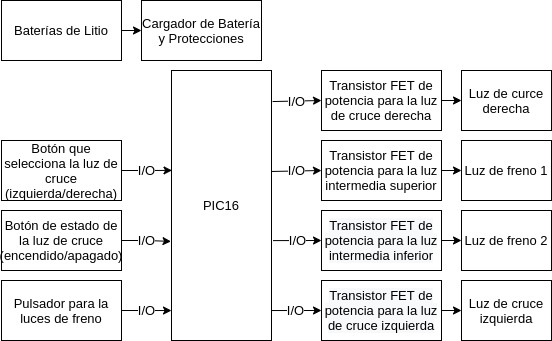 Baterías de Litio
Cargador de Batería
y Protecciones
Transistor FET de
potencia para la luz
de cruce derecha
Luz de curce
derecha
I/O
Botón que
selecciona la luz de
cruce
(izquierda/derecha)
I/O
PIC16
I/O
Transistor FET de
potencia para la luz
intermedia superior
Luz de freno 1
Botón de estado de
la luz de cruce
(encendido/apagado)
I/O
I/O
Transistor FET de
potencia para la luz
intermedia inferior
Luz de freno 2
Pulsador para la
luces de freno
I/O
I/O
Transistor FET de
potencia para la luz
de cruce izquierda
Luz de cruce
izquierda